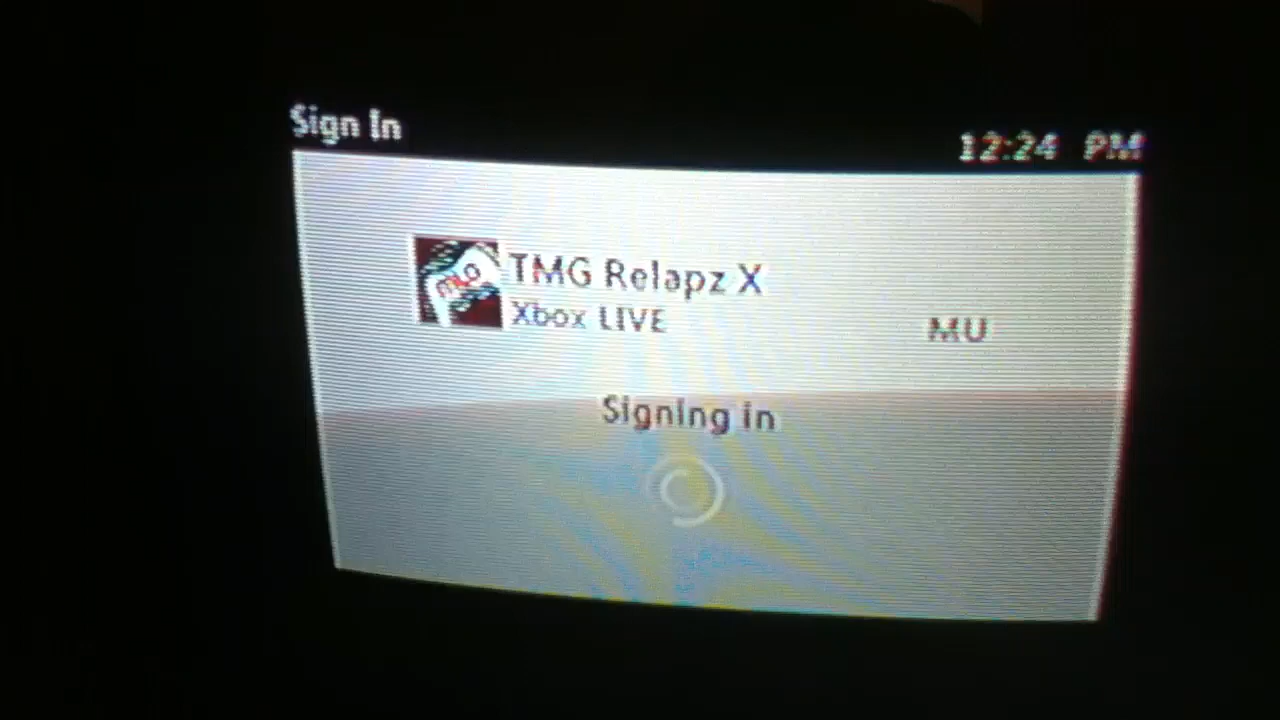 Sign In
12:24 PM
TMG Relapz X
Xbox LIVE
MU
Signing in